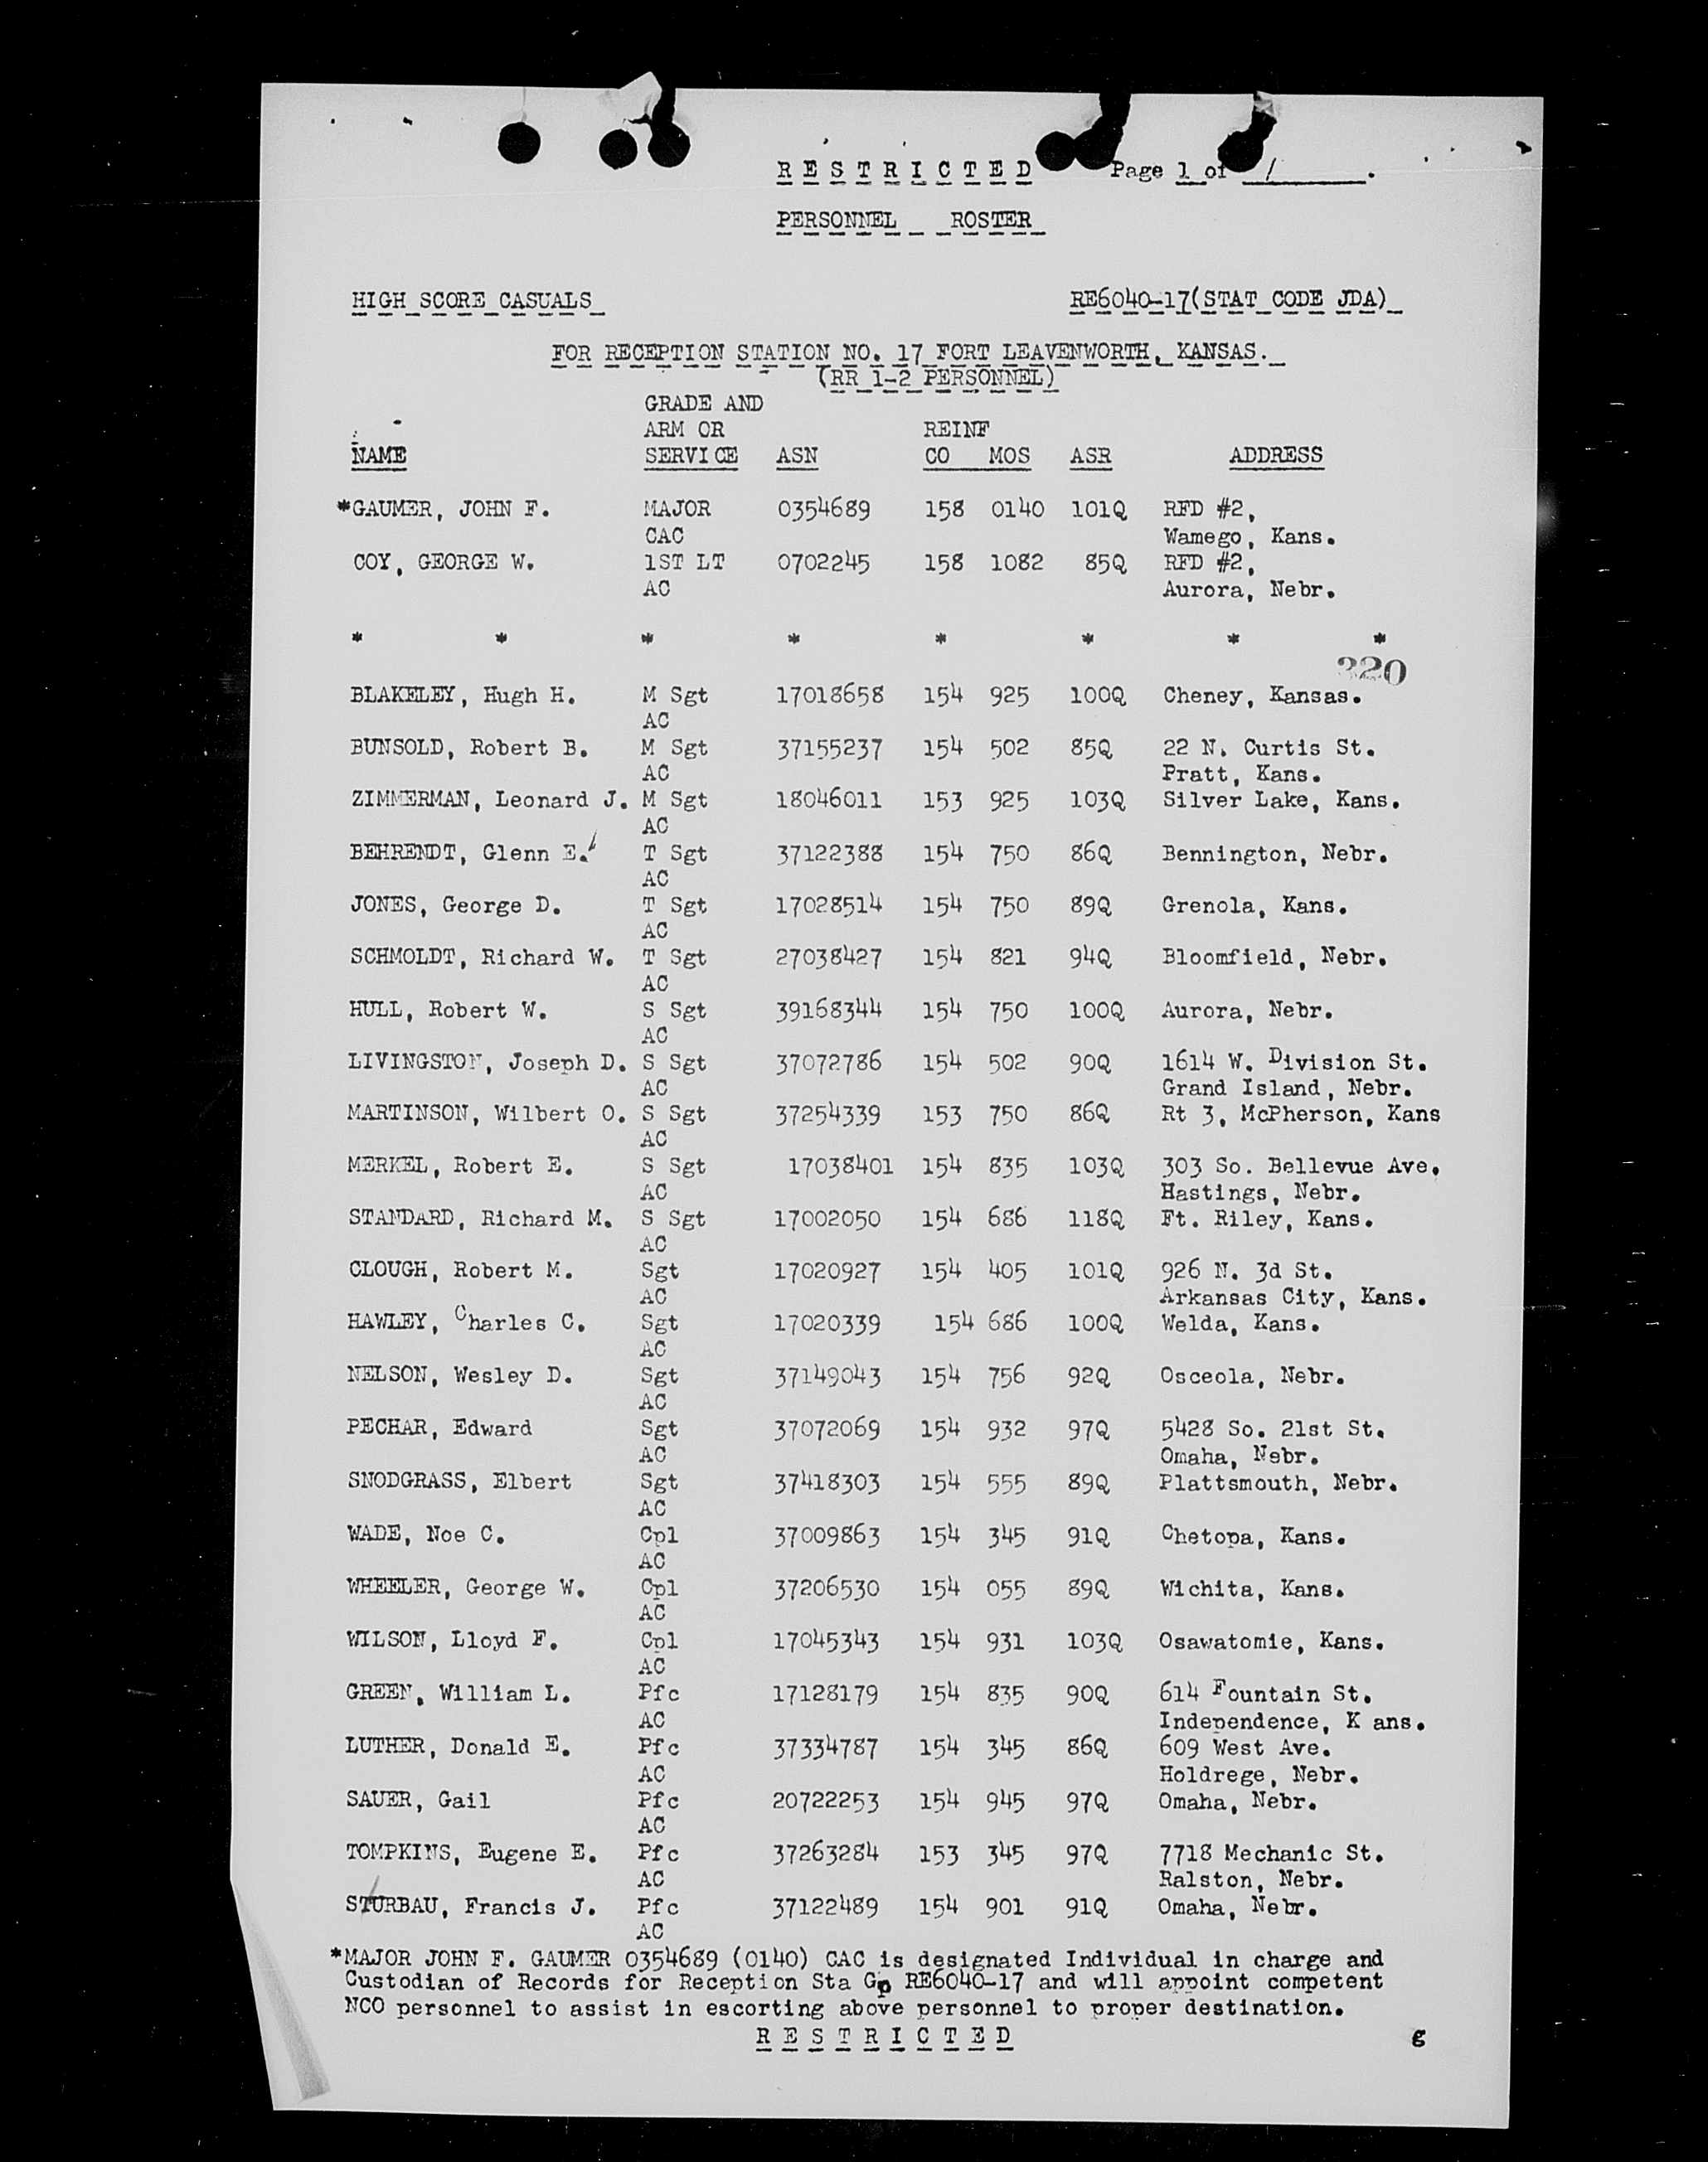 R E S T R I C T E D Page 1 of /.
PERSONNEL ROSTER
HIGH SCORE CASUALS RE6040-17(STAT CODE JDA)
FOR RECEPTION STATION NO. 17 FORT LEAVENWORTH, KANSAS.
(RR 1-2 PERSONNEL)
GRADE AND
ARM OR REINF
NAME SERVICE ASN CO MOS ASR ADDRESS
*GAUMER, JOHN F. MAJOR 0354689 158 0140 101Q RFD #2,
CAC Wamego, Kans.
COY, GEORGE W. 1ST LT 0702245 158 1082 85Q RFD #2,
AC Aurora, Nebr.
* * * * * * * *
320
BLAKELEY, Hugh H. M Sgt 17018658 154 925 100Q Cheney, Kansas.
AC
BUNSOLD, Robert B. M Sgt 37155237 154 502 85Q 22 N. Curtis St.
AC Pratt, Kans.
ZIMMERMAN, Leonard J. M Sgt 18046011 153 925 103Q Silver Lake, Kans.
AC
BEHRENDT, Glenn E. T Sgt 37122388 154 750 86Q Bennington, Nebr.
AC
JONES, George D. T Sgt 17028514 154 750 89Q Grenola, Kans.
AC
SCHMOLDT, Richard W. T Sgt 27038427 154 821 94Q Bloomfield, Nebr.
AC
HULL, Robert W. S Sgt 39168344 154 750 100Q Aurora, Nebr.
AC
LIVINGSTON, Joseph D. S Sgt 37072786 154 502 90Q 1614 W. Division St.
AC Grand Island, Nebr.
MARTINSON, Wilbert O. S Sgt 37254339 153 750 86Q Rt 3, McPherson, Kans
AC
MERKEL, Robert E. S Sgt 17038401 154 835 103Q 303 So. Bellevue Ave.
AC Hastings, Nebr.
STANDARD, Richard M. S Sgt 17002050 154 686 118Q Ft. Riley, Kans.
AC
CLOUGH, Robert M. Sgt 17020927 154 405 101Q 926 N. 3d St.
AC Arkansas City, Kans.
HAWLEY, Charles C. Sgt 17020339 154 686 100Q Welda, Kans.
AC
NELSON, Wesley D. Sgt 37149043 154 756 92Q Osceola, Nebr.
AC
PECHAR, Edward Sgt 37072069 154 932 97Q 5428 So. 21st St.
AC Omaha, Nebr.
SNODGRASS, Elbert Sgt 37418303 154 555 89Q Plattsmouth, Nebr.
AC
WADE, Noe C. Cpl 37009863 154 345 91Q Chetopa, Kans.
AC
WHEELER, George W. Cpl 37206530 154 055 89Q Wichita, Kans.
AC
WILSON, Lloyd F. Cpl 17045343 154 931 103Q Osawatomie, Kans.
AC
GREEN, William L. Pfc 17128179 154 835 90Q 614 Fountain St.
AC Independence, K ans.
LUTHER, Donald E. Pfc 37334787 154 345 86Q 609 West Ave.
AC Holdrege, Nebr.
SAUER, Gail Pfc 20722253 154 945 97Q Omaha, Nebr.
AC
TOMPKINS, Eugene E. Pfc 37263284 153 345 97Q 7718 Mechanic St.
AC Ralston, Nebr.
STURBAU, Francis J. Pfc 37122489 154 901 91Q Omaha, Nebr.
AC
*MAJOR JOHN F. GAUMER 0354689 (0140) CAC is designated Individual in charge and
Custodian of Records for Reception Sta Gp RE6040-17 and will appoint competent
NCO personnel to assist in escorting above personnel to proper destination.
R E S T R I C T E D g